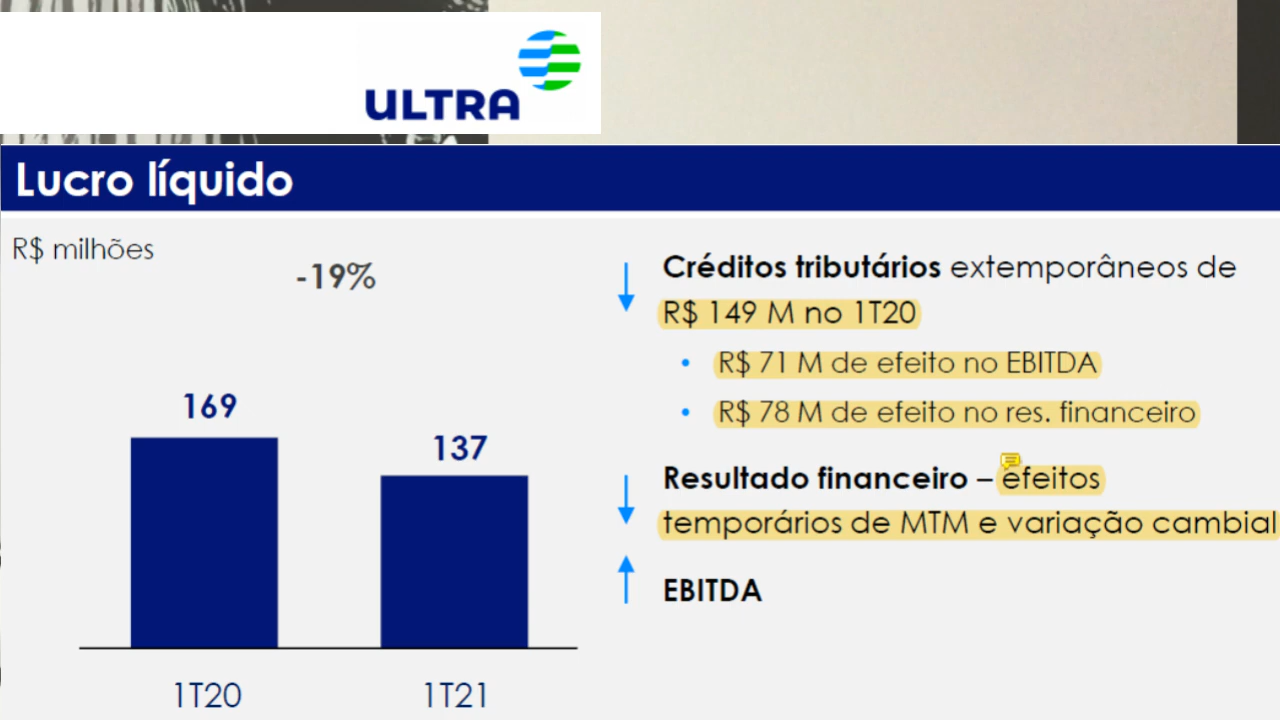 ULTRA
Lucro líquido
R$ milhões
-19%
169
137
1T20
1T21
Créditos tributários extemporâneos de
R$ 149 M no 1T20
• R$ 71 M de efeito no EBITDA
• R$ 78 M de efeito no res. financeiro
Resultado financeiro – efeitos
temporários de MTM e variação cambial
EBITDA